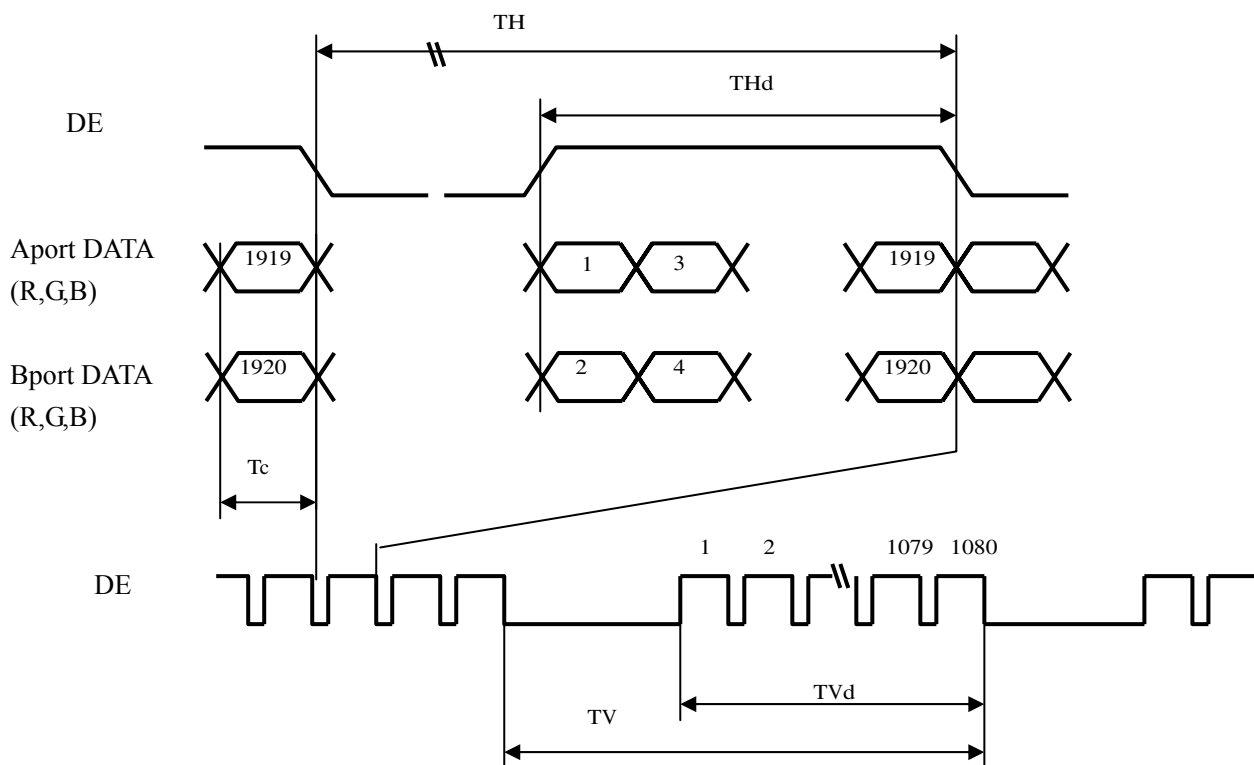 TH
THd
DE
Aport DATA
(R,G,B)
1919
1
3
1919
Bport DATA
(R,G,B)
1920
2
4
1920
Tc
1
2
1079
1080
DE
TVd
TV